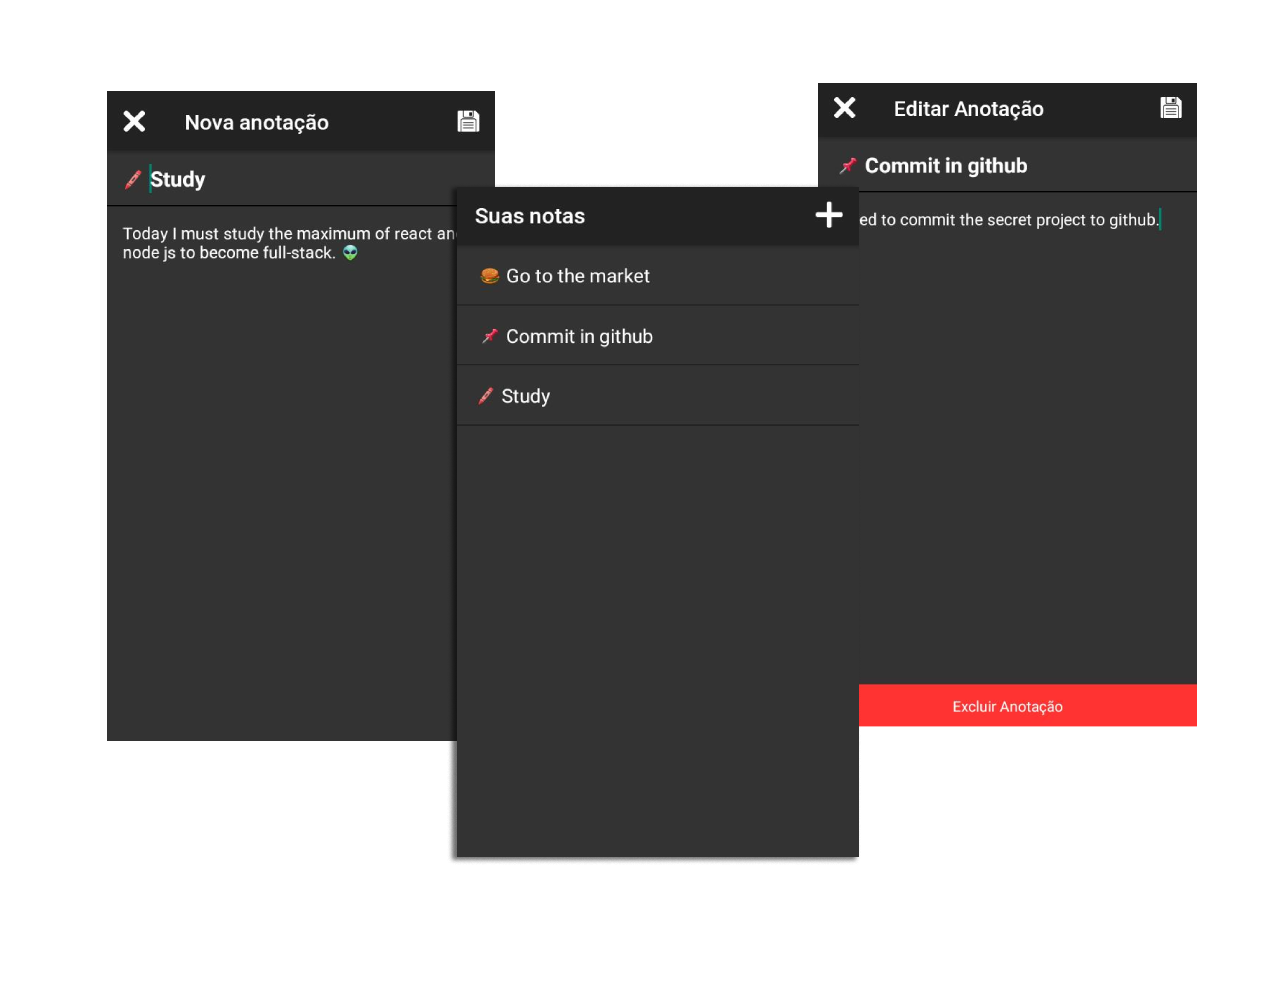 Nova anotação
Study
Today I must study the maximum of react
node js to become full-stack.
Suas notas
Go to the market
Commit in github
Study
Editar Anotação
Commit in github
to commit the secret project to github.
Excluir Anotação